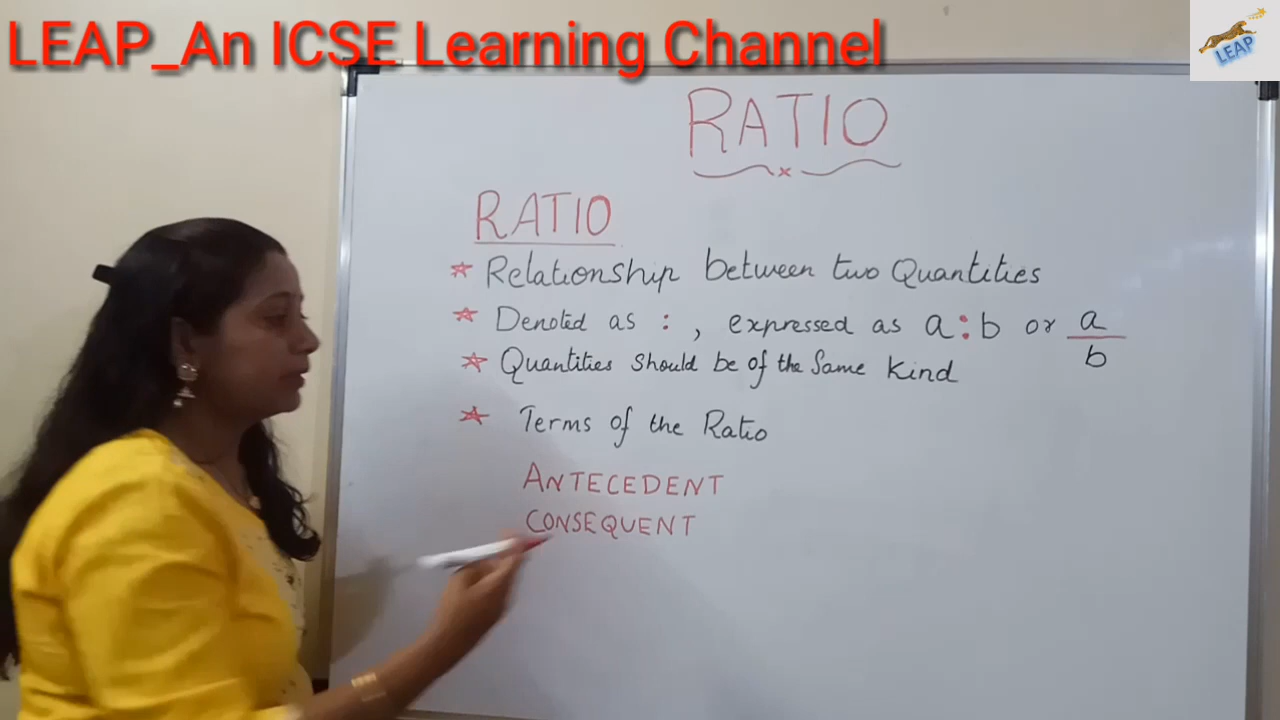 LEAP_An ICSE Learning Channel
LEAP
RATIO
RATIO
Relationship between two Quantities
Denoted as : , expressed as a:b or a/b
Quantities should be of the Same Kind
Terms of the Ratio
ANTECEDENT
CONSEQUENT